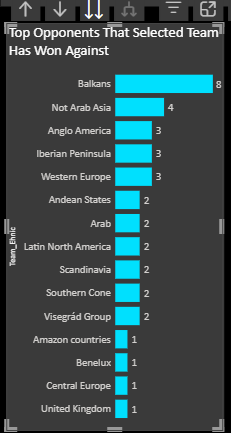 Top Opponents That Selected Team
Has Won Against
Team_Ehnic
Balkans 8
Not Arab Asia 4
Anglo America 3
Iberian Peninsula 3
Western Europe 3
Andean States 2
Arab 2
Latin North America 2
Scandinavia 2
Southern Cone 2
Visegrád Group 2
Amazon countries 1
Benelux 1
Central Europe 1
United Kingdom 1